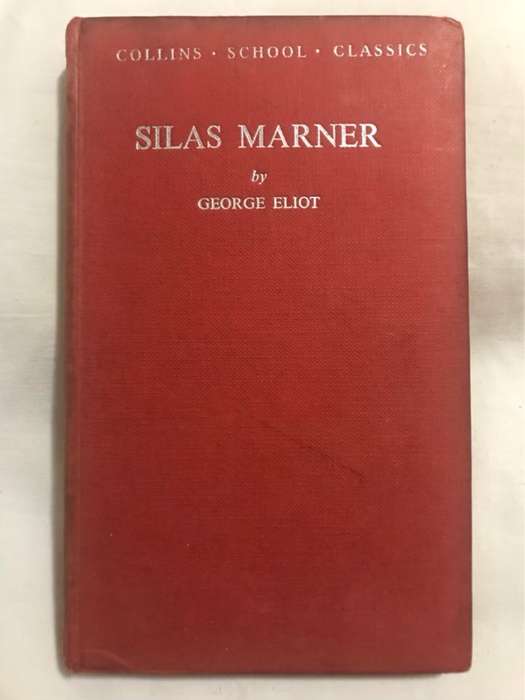 COLLINS · SCHOOL · CLASSICS
SILAS MARNER
by
GEORGE ELIOT